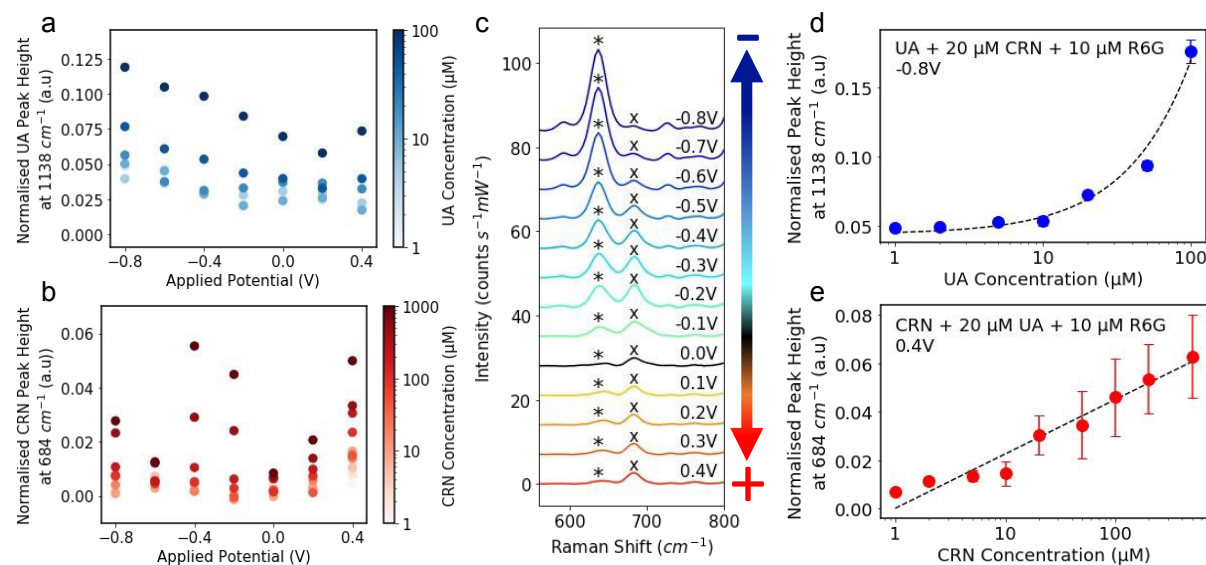 a
Normalised UA Peak Height
at 1138 cm⁻¹ (a.u)
0.125
0.100
0.075
0.050
0.025
0.000
−0.8
−0.4
0.0
0.4
Applied Potential (V)
100
10
1
UA Concentration (µM)
b
Normalised CRN Peak Height
at 684 cm⁻¹ (a.u))
0.06
0.04
0.02
0.00
−0.8
−0.4
0.0
0.4
Applied Potential (V)
1000
100
10
1
CRN Concentration (µM)
c
Intensity (counts s⁻¹mW⁻¹)
100
80
60
40
20
0
*
* x -0.8V
* x -0.7V
* x -0.6V
* x -0.5V
* x -0.4V
* x -0.3V
* x -0.2V
* x -0.1V
* x 0.0V
* x 0.1V
* x 0.2V
* x 0.3V
* x 0.4V
600
700
800
Raman Shift (cm⁻¹)
−
+
d
Normalised Peak Height
at 1138 cm⁻¹ (a.u)
0.15
0.10
0.05
UA + 20 µM CRN + 10 µM R6G
-0.8V
1
10
100
UA Concentration (µM)
e
Normalised Peak Height
at 684 cm⁻¹ (a.u)
0.08
0.06
0.04
0.02
0.00
CRN + 20 µM UA + 10 µM R6G
0.4V
1
10
100
CRN Concentration (µM)